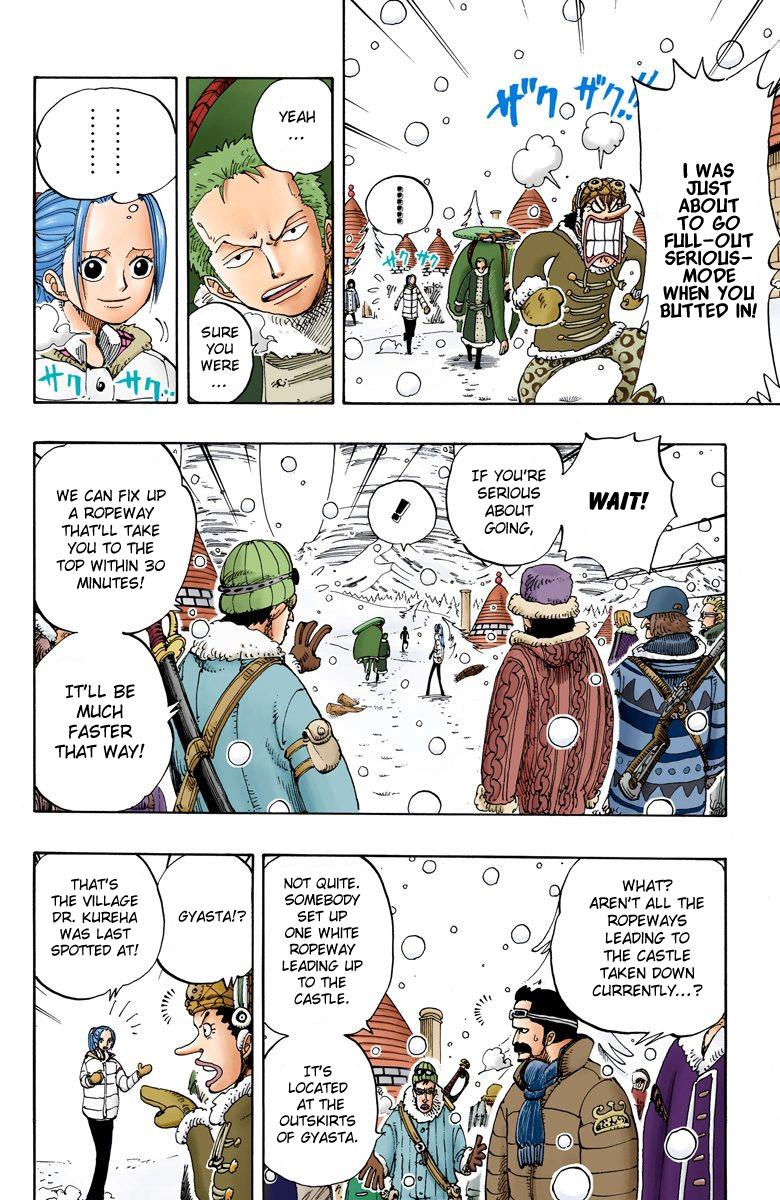 I WAS
JUST
ABOUT
TO GO
FULL-OUT
SERIOUS-
MODE
WHEN YOU
BUTTED IN!
ザク ザク!!
ザク ザク
YEAH
...
SURE
YOU
WERE
...
ザク ザク..
WAIT!
IF YOU'RE
SERIOUS
ABOUT
GOING,
!
WE CAN FIX UP
A ROPEWAY
THAT'LL TAKE
YOU TO THE
TOP WITHIN 30
MINUTES!
IT'LL BE
MUCH
FASTER
THAT WAY!
WHAT?
AREN'T ALL THE
ROPEWAYS
LEADING TO
THE CASTLE
TAKEN DOWN
CURRENTLY...?
NOT QUITE.
SOMEBODY
SET UP
ONE WHITE
ROPEWAY
LEADING UP
TO THE
CASTLE.
IT'S
LOCATED
AT THE
OUTSKIRTS
OF GYASTA.
GYASTA!?
THAT'S
THE VILLAGE
DR. KUREHA
WAS LAST
SPOTTED AT!